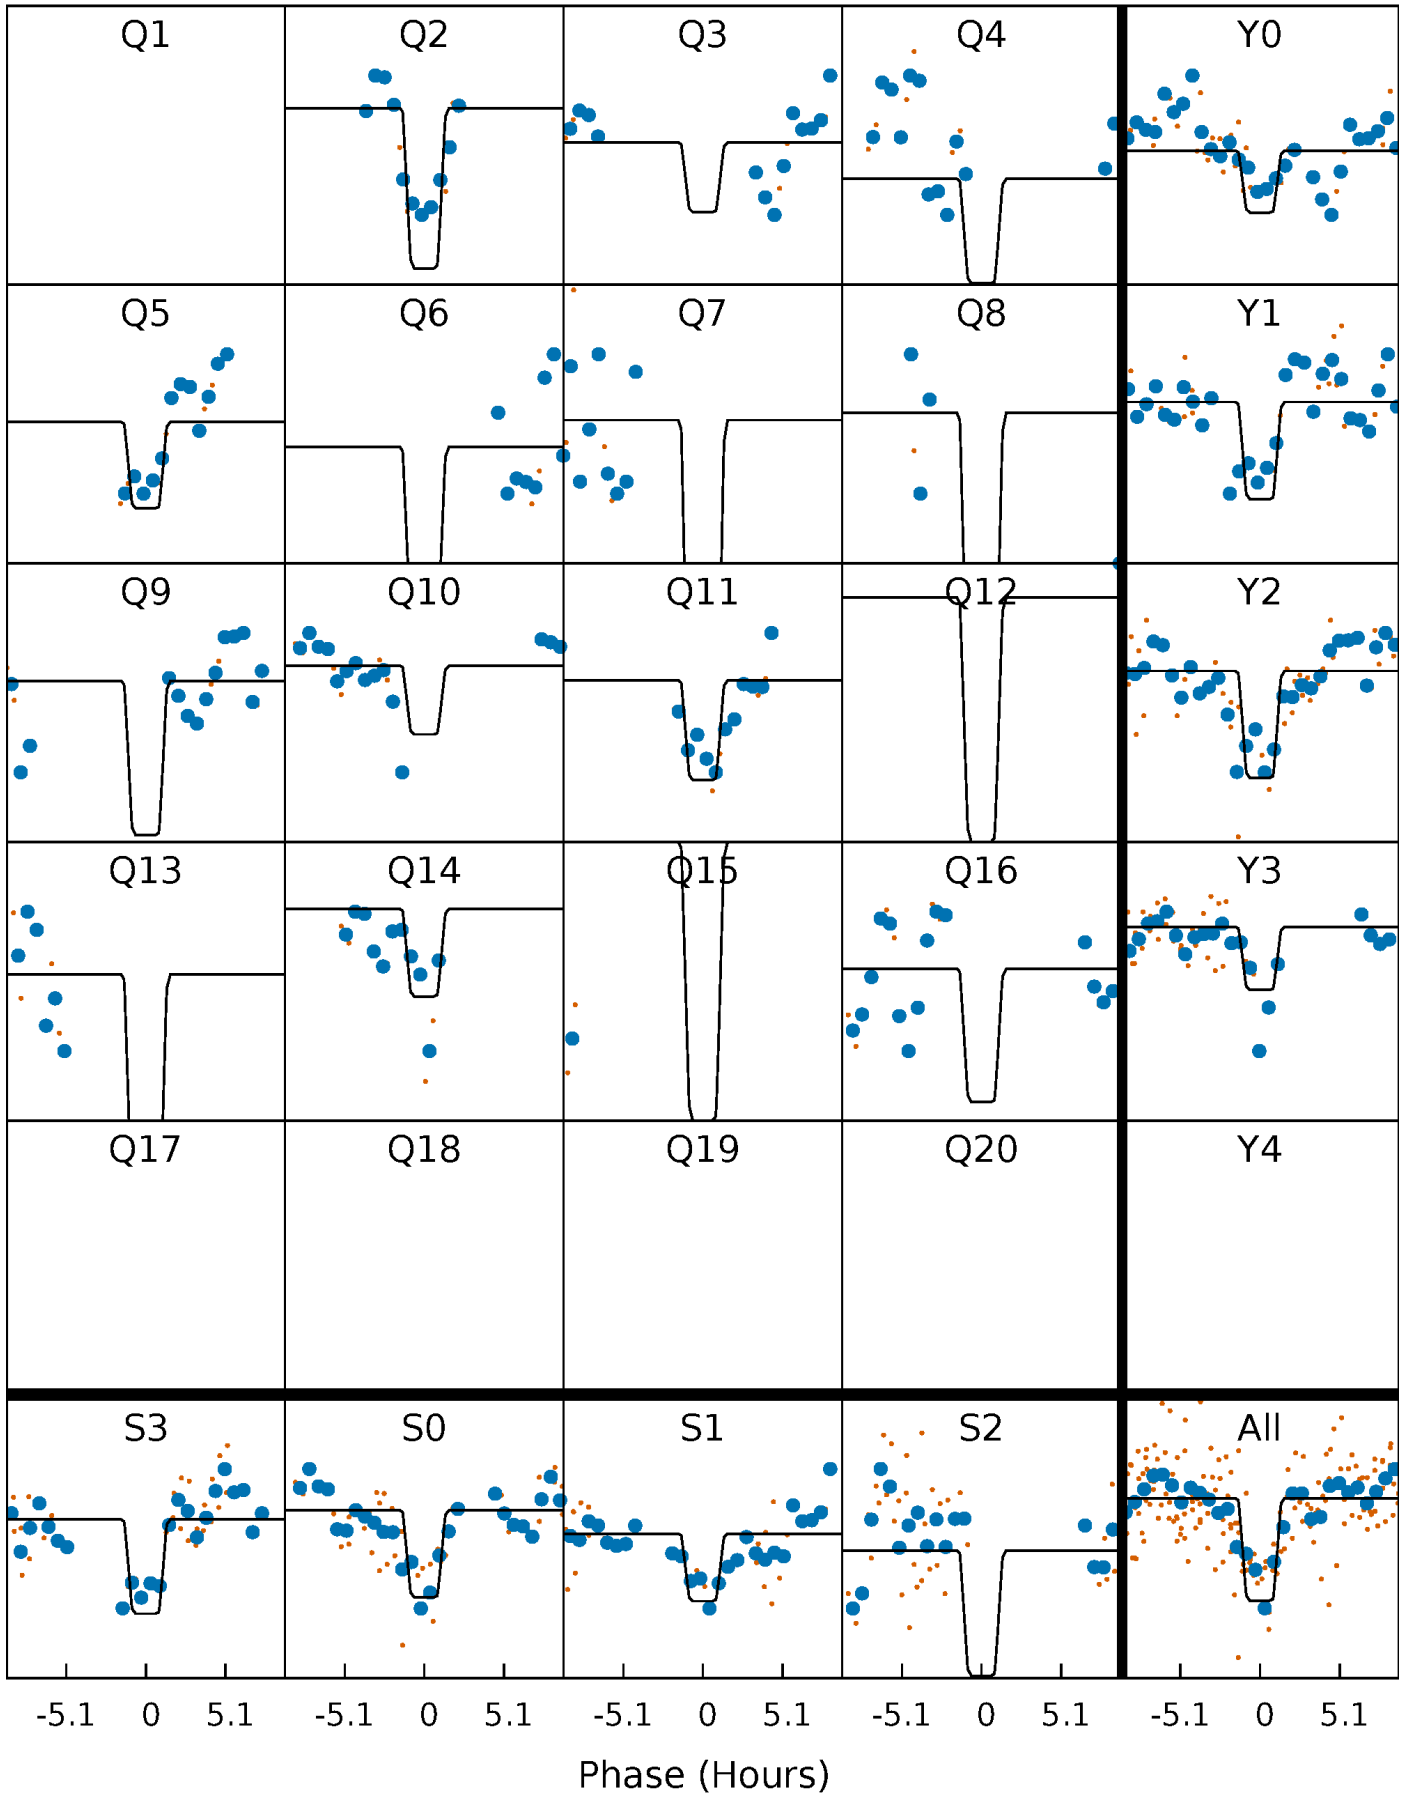 Q1 Q2 Q3 Q4 Y0
Q5 Q6 Q7 Q8 Y1
Q9 Q10 Q11 Q12 Y2
Q13 Q14 Q15 Q16 Y3
Q17 Q18 Q19 Q20 Y4
S3 S0 S1 S2 All
-5.1 0 5.1 -5.1 0 5.1 -5.1 0 5.1 -5.1 0 5.1 -5.1 0 5.1
Phase (Hours)